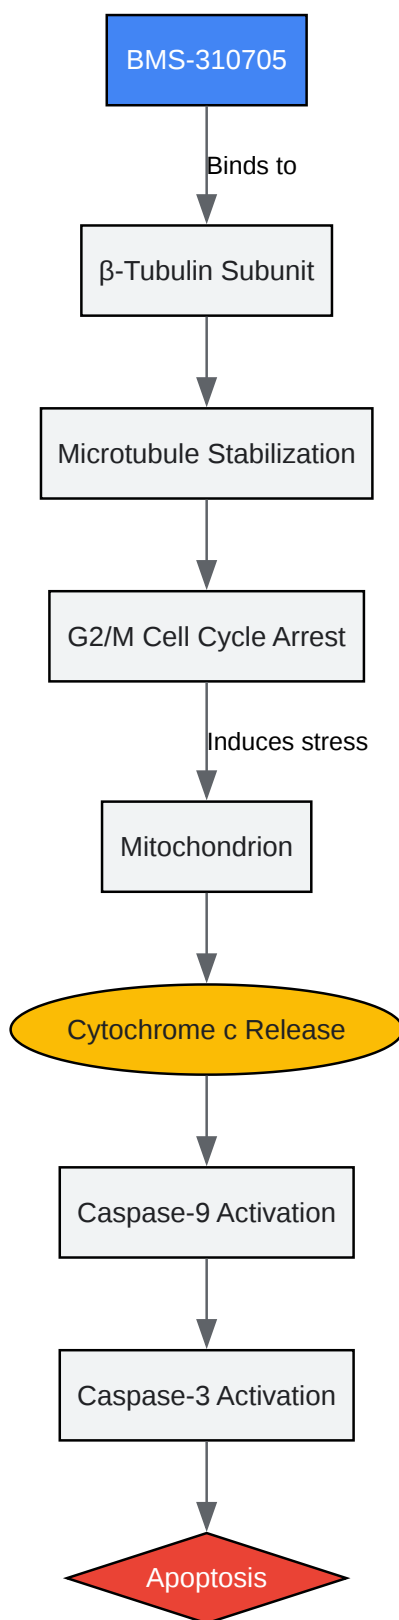 BMS-310705
Binds to
β-Tubulin Subunit
Microtubule Stabilization
G2/M Cell Cycle Arrest
Induces stress
Mitochondrion
Cytochrome c Release
Caspase-9 Activation
Caspase-3 Activation
Apoptosis